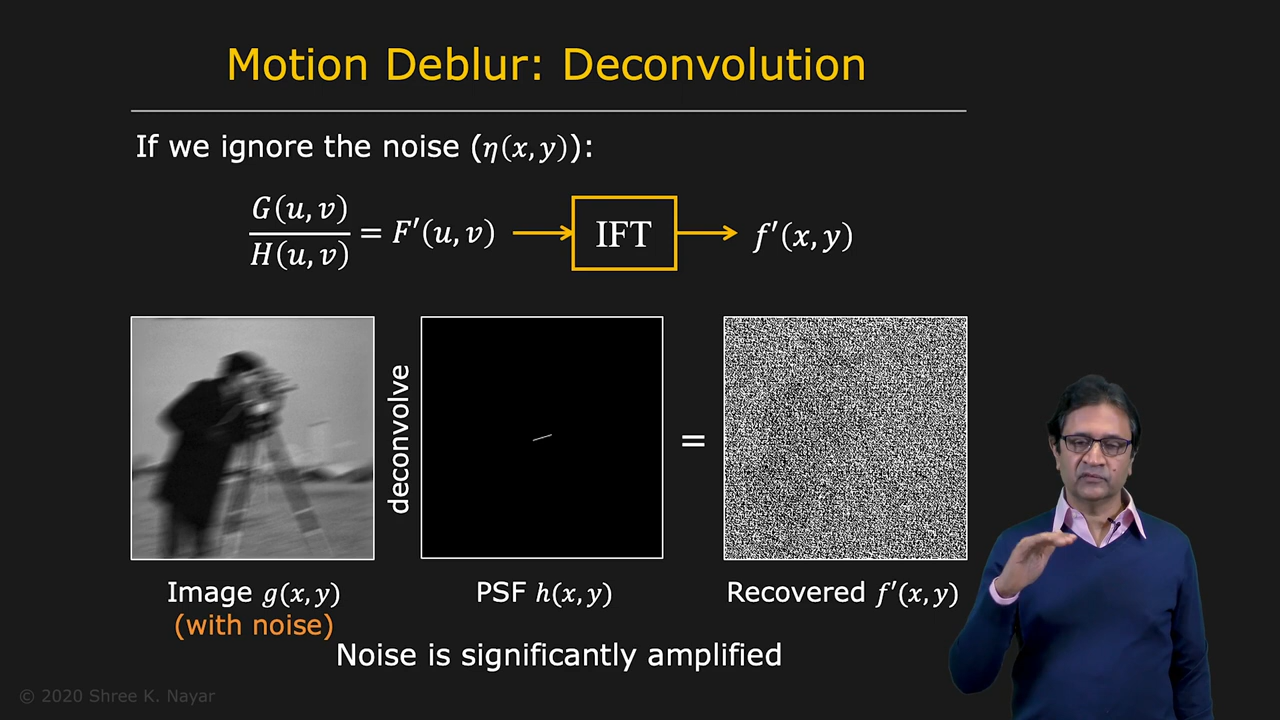 Motion Deblur: Deconvolution
If we ignore the noise (η(x, y)):
G(u, v)
H(u, v)
= F′(u, v)
IFT
f′(x, y)
deconvolve
=
Image g(x, y)
(with noise)
PSF h(x, y)
Recovered f′(x, y)
Noise is significantly amplified
© 2020 Shree K. Nayar